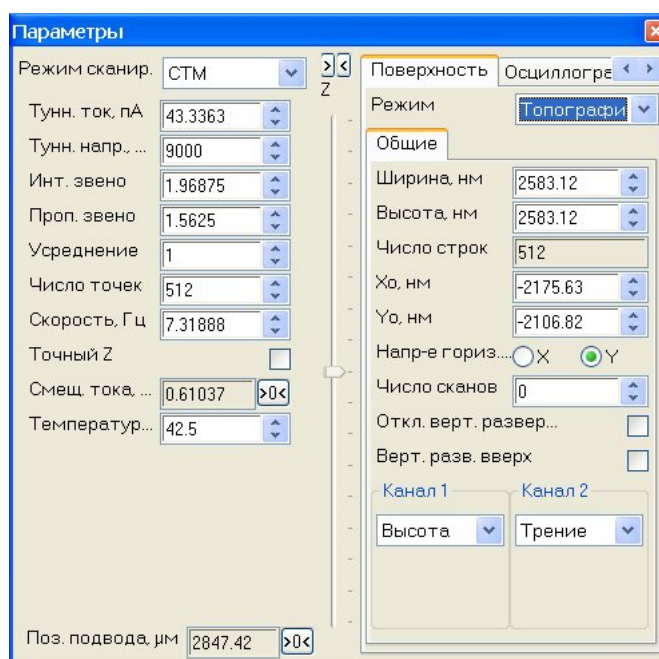 Параметры
Режим сканир. СТМ
Z
Тунн. ток, пА 43.3363
Тунн. напр., ... 9000
Инт. звено 1.96875
Проп. звено 1.5625
Усреднение 1
Число точек 512
Скорость, Гц 7.31888
Точный Z
Смещ. тока, ... 0.61037 >0<
Температур... 42.5
Поз. подвода, μм 2847.42 >0<
Поверхность Осциллогра
Режим Топографи
Общие
Ширина, нм 2583.12
Высота, нм 2583.12
Число строк 512
Xo, нм -2175.63
Yo, нм -2106.82
Напр-е гориз.... X Y
Число сканов 0
Откл. верт. развер...
Верт. разв. вверх
Канал 1 Канал 2
Высота Трение